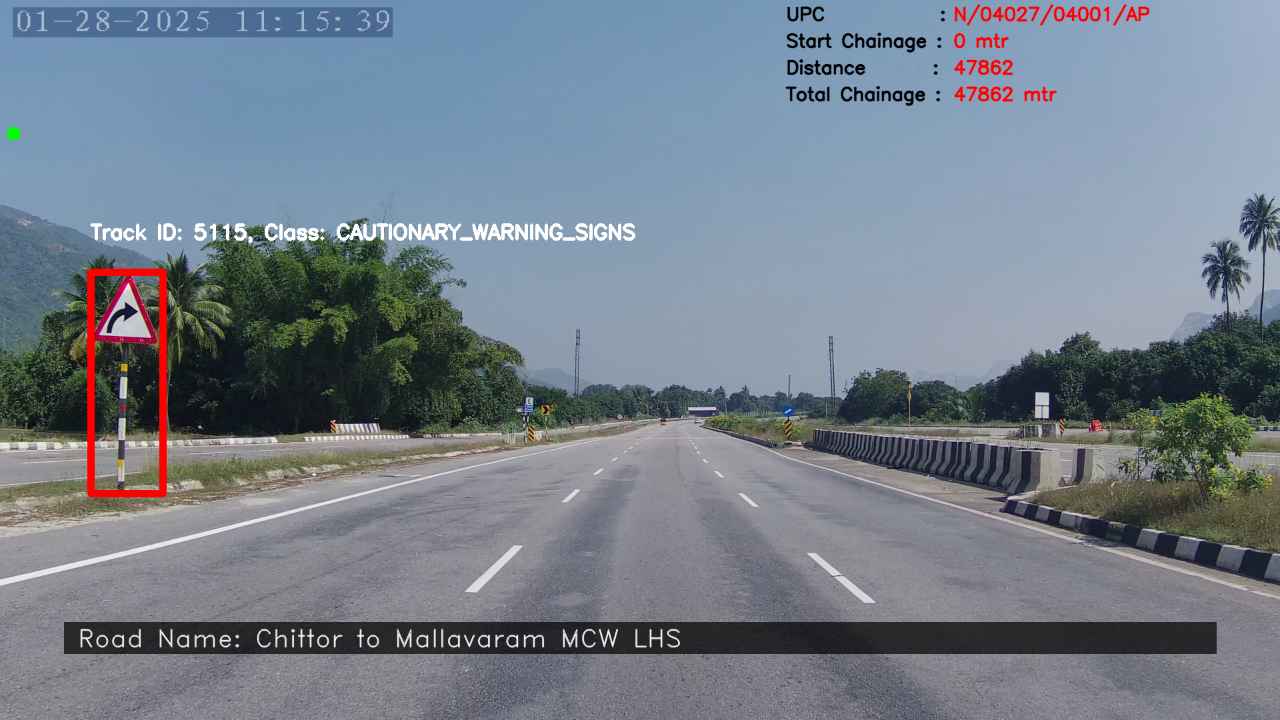 01-28-2025 11:15:39
UPC : N/04027/04001/AP
Start Chainage : 0 mtr
Distance : 47862
Total Chainage : 47862 mtr
Track ID: 5115, Class: CAUTIONARY_WARNING_SIGNS
Road Name: Chittor to Mallavaram MCW LHS